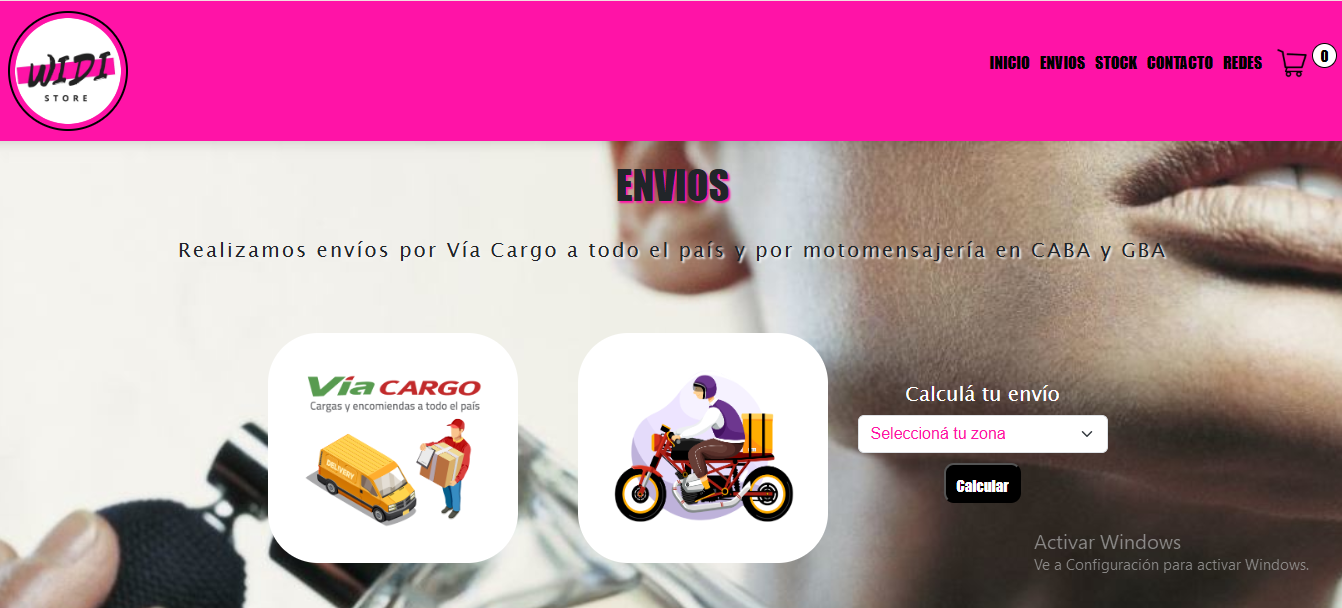 WIDI
STORE
INICIO ENVIOS STOCK CONTACTO REDES 0
ENVIOS
Realizamos envíos por Vía Cargo a todo el país y por motomensajería en CABA y GBA
Vía CARGO
Cargas y encomiendas a todo el país
DELIVERY
Calculá tu envío
Seleccioná tu zona
Calcular
Activar Windows
Ve a Configuración para activar Windows.